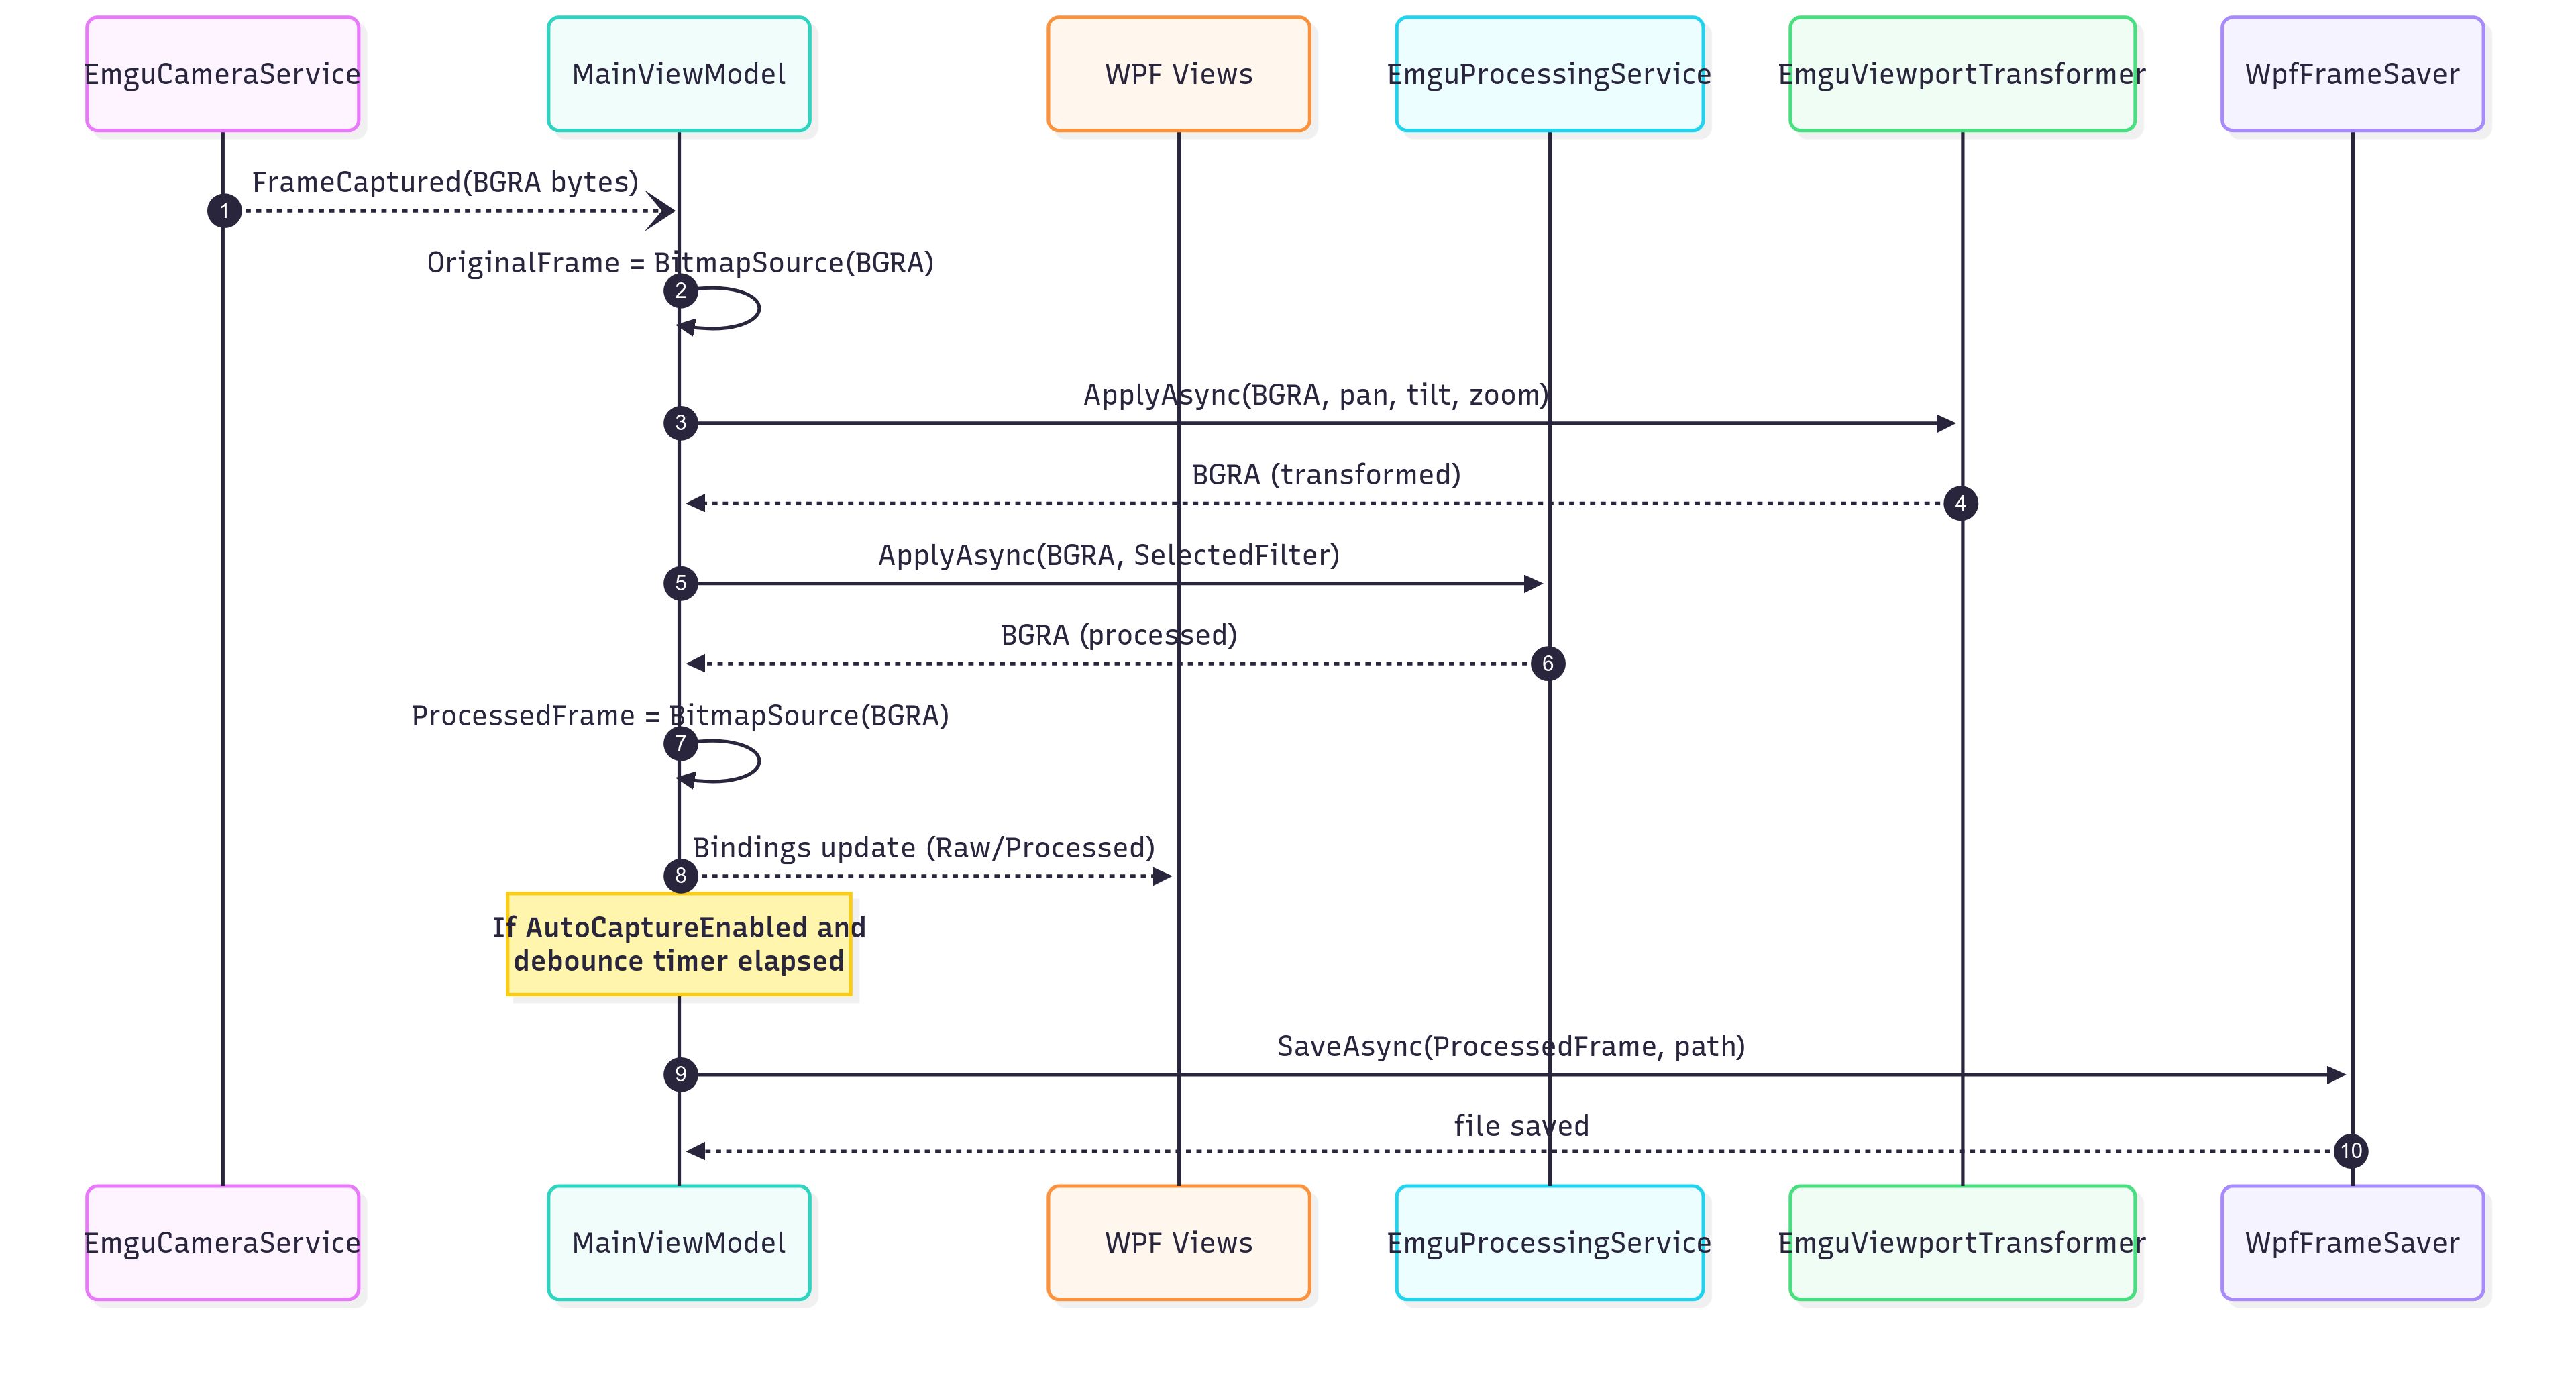 EmguCameraService
MainViewModel
WPF Views
EmguProcessingService
EmguViewportTransformer
WpfFrameSaver
FrameCaptured(BGRA bytes)
1
OriginalFrame = BitmapSource(BGRA)
2
ApplyAsync(BGRA, pan, tilt, zoom)
3
BGRA (transformed)
4
ApplyAsync(BGRA, SelectedFilter)
5
BGRA (processed)
6
ProcessedFrame = BitmapSource(BGRA)
7
Bindings update (Raw/Processed)
8
If AutoCaptureEnabled and
debounce timer elapsed
SaveAsync(ProcessedFrame, path)
9
file saved
10
EmguCameraService
MainViewModel
WPF Views
EmguProcessingService
EmguViewportTransformer
WpfFrameSaver